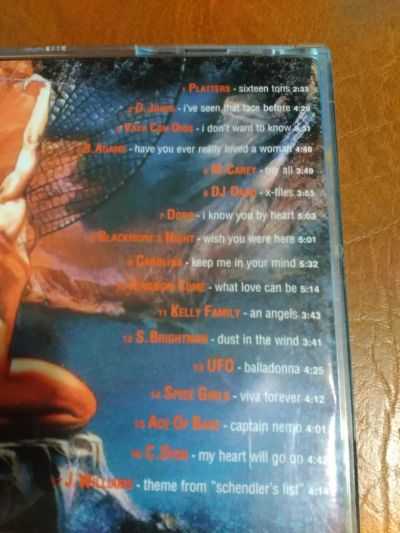 1 PLATTERS - sixteen tons 2:33
2 G. JONES - i've seen that face before 4:28
3 VAYA CON DIOS - i don't want to know 3:31
B. ADAMS - have you ever really loved a woman 4:48
5 M. CAREY - my all 3:49
6 DJ DADO - x-files 3:55
7 DORO - i know you by heart 5:03
8 BLACKMORE'S NIGHT - wish you were here 5:01
9 CAROLINA - keep me in your mind 5:32
10 KINGDOM COME - what love can be 5:14
11 KELLY FAMILY - an angels 3:43
12 S. BRIGHTMAN - dust in the wind 3:41
13 UFO - balladonna 4:25
14 SPICE GIRLS - viva forever 4:12
15 ACE OF BASE - captain nemo 4:01
16 C. DION - my heart will go on 4:42
17 J. WILLIAMS - theme from "schendler's list" 4:14